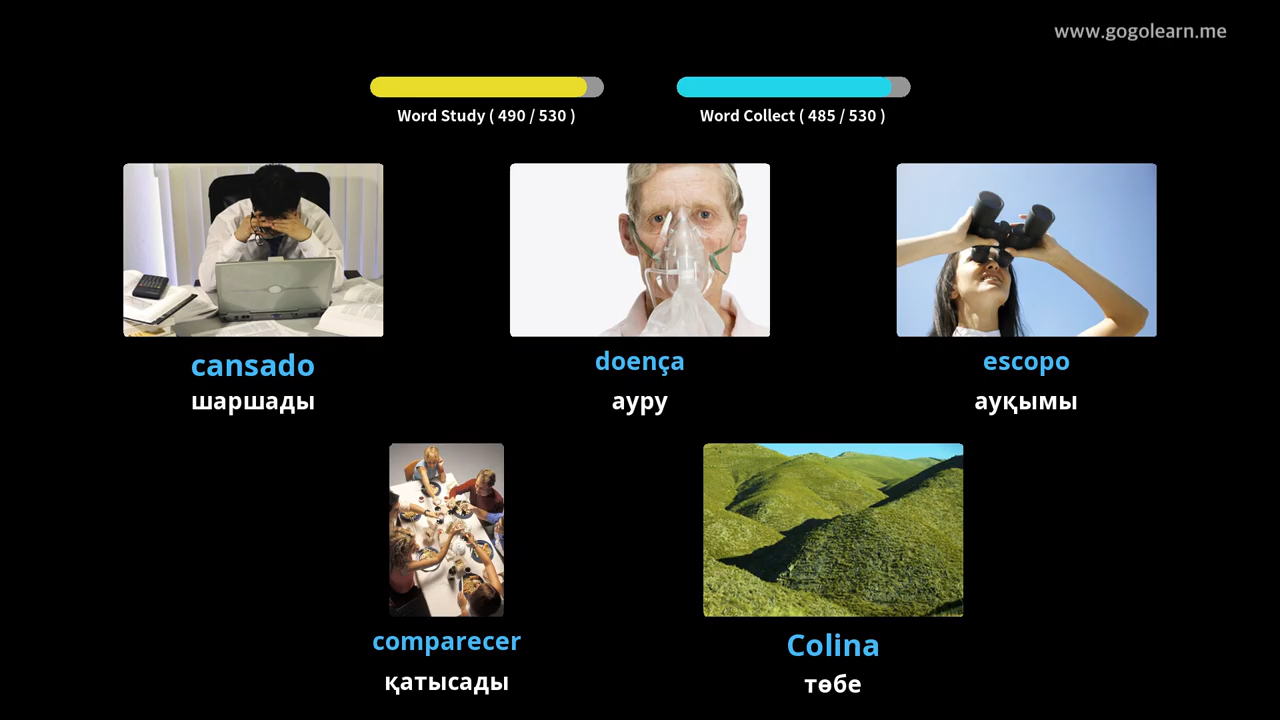 www.gogolearn.me
Word Study ( 490 / 530 )
Word Collect ( 485 / 530 )
cansado
шаршады
doença
ауру
escopo
ауқымы
comparecer
қатысады
Colina
төбе